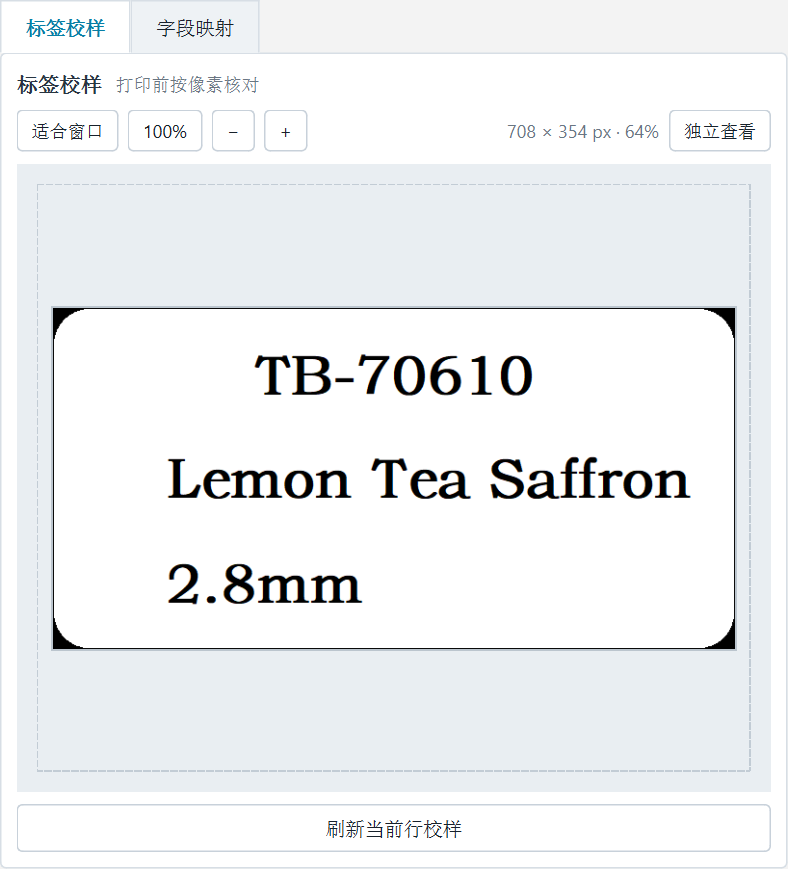 标签校样 字段映射
标签校样 打印前按像素核对
适合窗口 100% − + 708 × 354 px · 64% 独立查看
TB-70610
Lemon Tea Saffron
2.8mm
刷新当前行校样